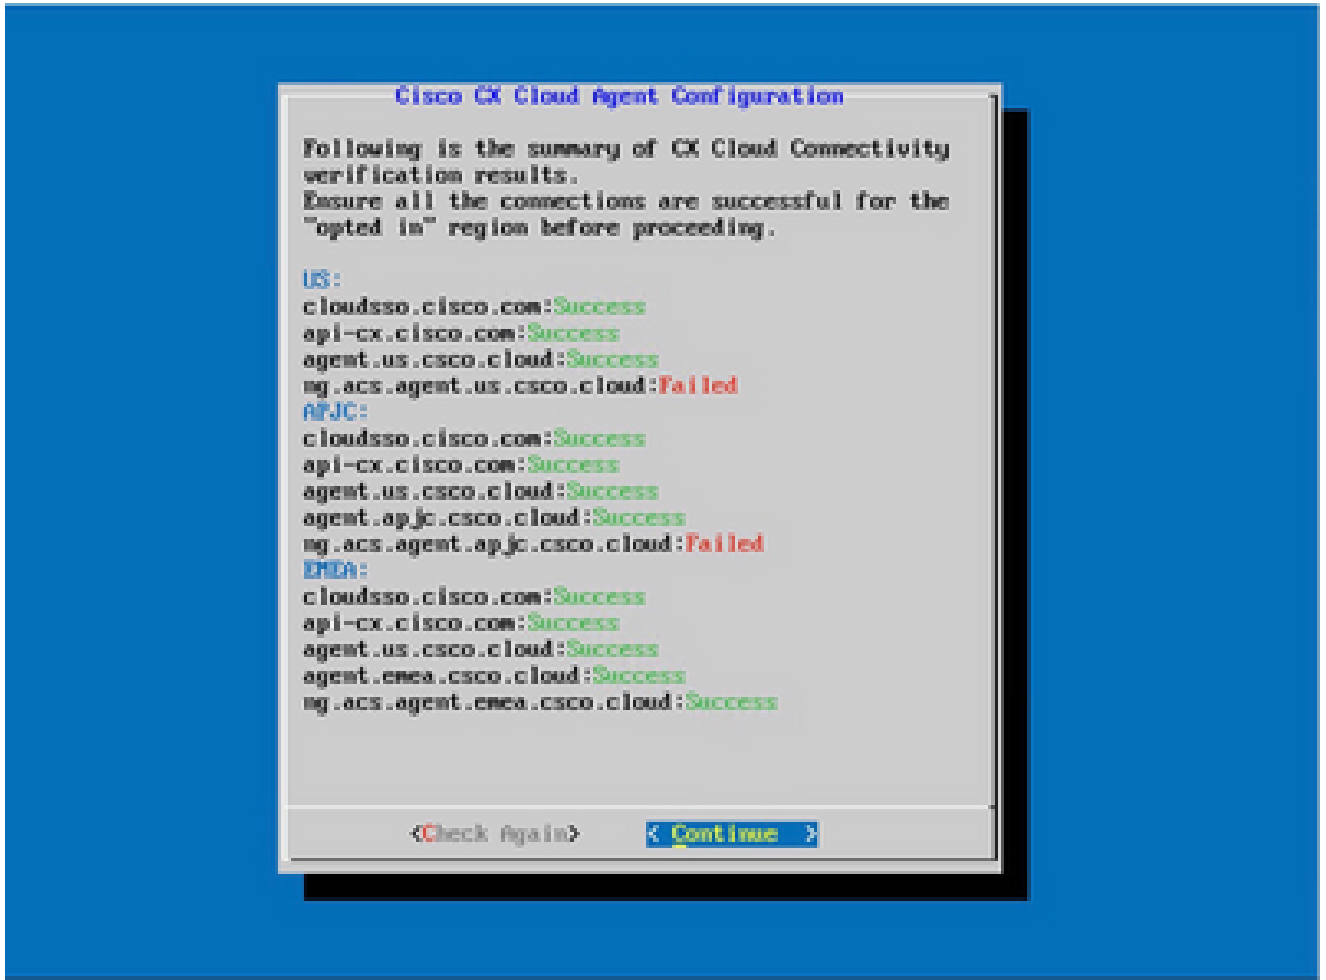 Cisco CX Cloud Agent Configuration
Following is the summary of CX Cloud Connectivity
verification results.
Ensure all the connections are successful for the
"opted in" region before proceeding.
US:
cloudsso.cisco.com:Success
api-cx.cisco.com:Success
agent.us.csco.cloud:Success
ng.acs.agent.us.csco.cloud:Failed
APJC:
cloudsso.cisco.com:Success
api-cx.cisco.com:Success
agent.us.csco.cloud:Success
agent.apjc.csco.cloud:Success
ng.acs.agent.apjc.csco.cloud:Failed
EMEA:
cloudsso.cisco.com:Success
api-cx.cisco.com:Success
agent.us.csco.cloud:Success
agent.emea.csco.cloud:Success
ng.acs.agent.emea.csco.cloud:Success
<Check Again> < Continue >